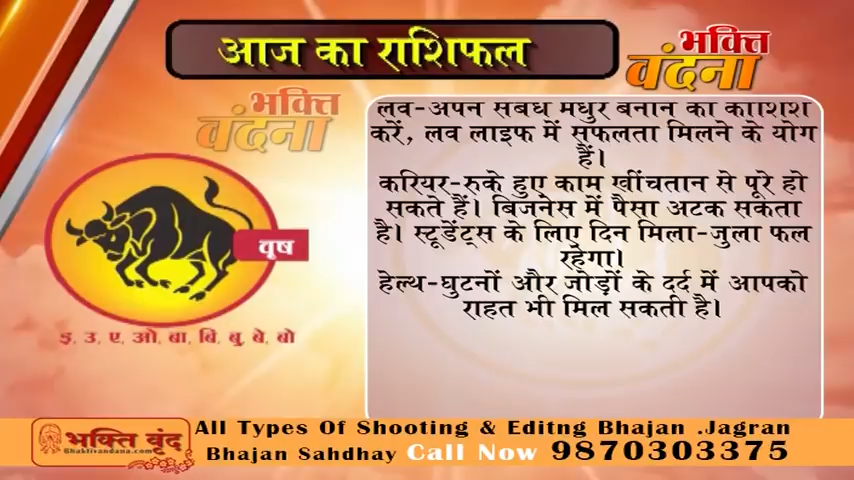 आज का राशिफल
भक्ति
वंदना
भक्ति
वंदना
लव-अपने संबंध मधुर बनाने की कोशिश
करें, लव लाइफ में सफलता मिलने के योग
हैं।
करियर-रुके हुए काम खींचतान से पूरे हो
सकते हैं। बिजनेस में पैसा अटक सकता
है। स्टूडेंट्स के लिए दिन मिला-जुला फल
रहेगा।
हेल्थ-घुटनों और जोड़ों के दर्द में आपको
राहत भी मिल सकती है।
वृष
इ, उ, ए, ओ, वा, वि, वु, वे, वो
भक्ति वृंद
Bhaktivandana.com
All Types Of Shooting & Editng Bhajan .Jagran
Bhajan Sahdhay Call Now 9870303375